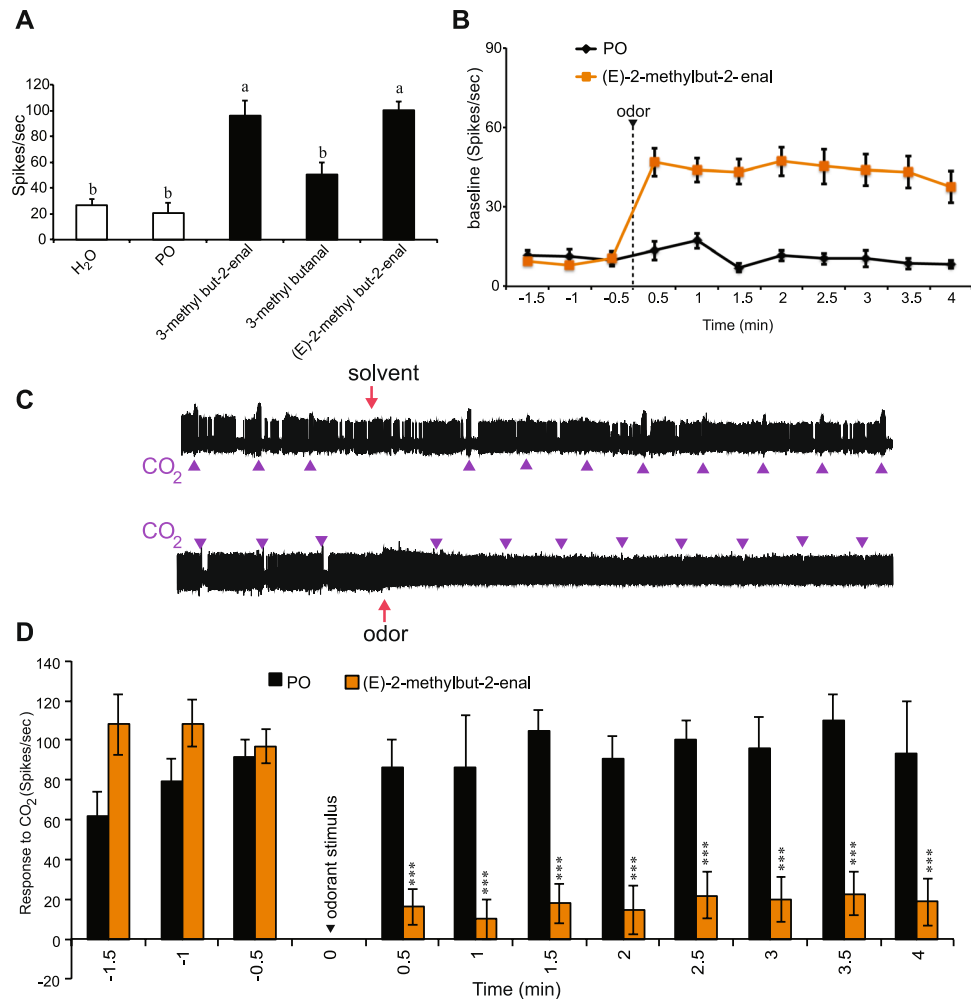 A
Spikes/sec
120
100
80
60
40
20
0
b
b
a
b
a
H2O
PO
3-methyl but-2-enal
3-methyl butanal
(E)-2-methyl but-2-enal
B
PO
(E)-2-methylbut-2-enal
odor
baseline (Spikes/sec)
90
60
30
0
-1.5 -1 -0.5 0.5 1 1.5 2 2.5 3 3.5 4
Time (min)
C
solvent
CO2
CO2
odor
D
PO (E)-2-methylbut-2-enal
Response to CO2 (Spikes/sec)
140
120
100
80
60
40
20
0
-20
odorant stimulus
*** *** *** *** *** *** *** ***
-1.5 -1 -0.5 0 0.5 1 1.5 2 2.5 3 3.5 4
Time (min)